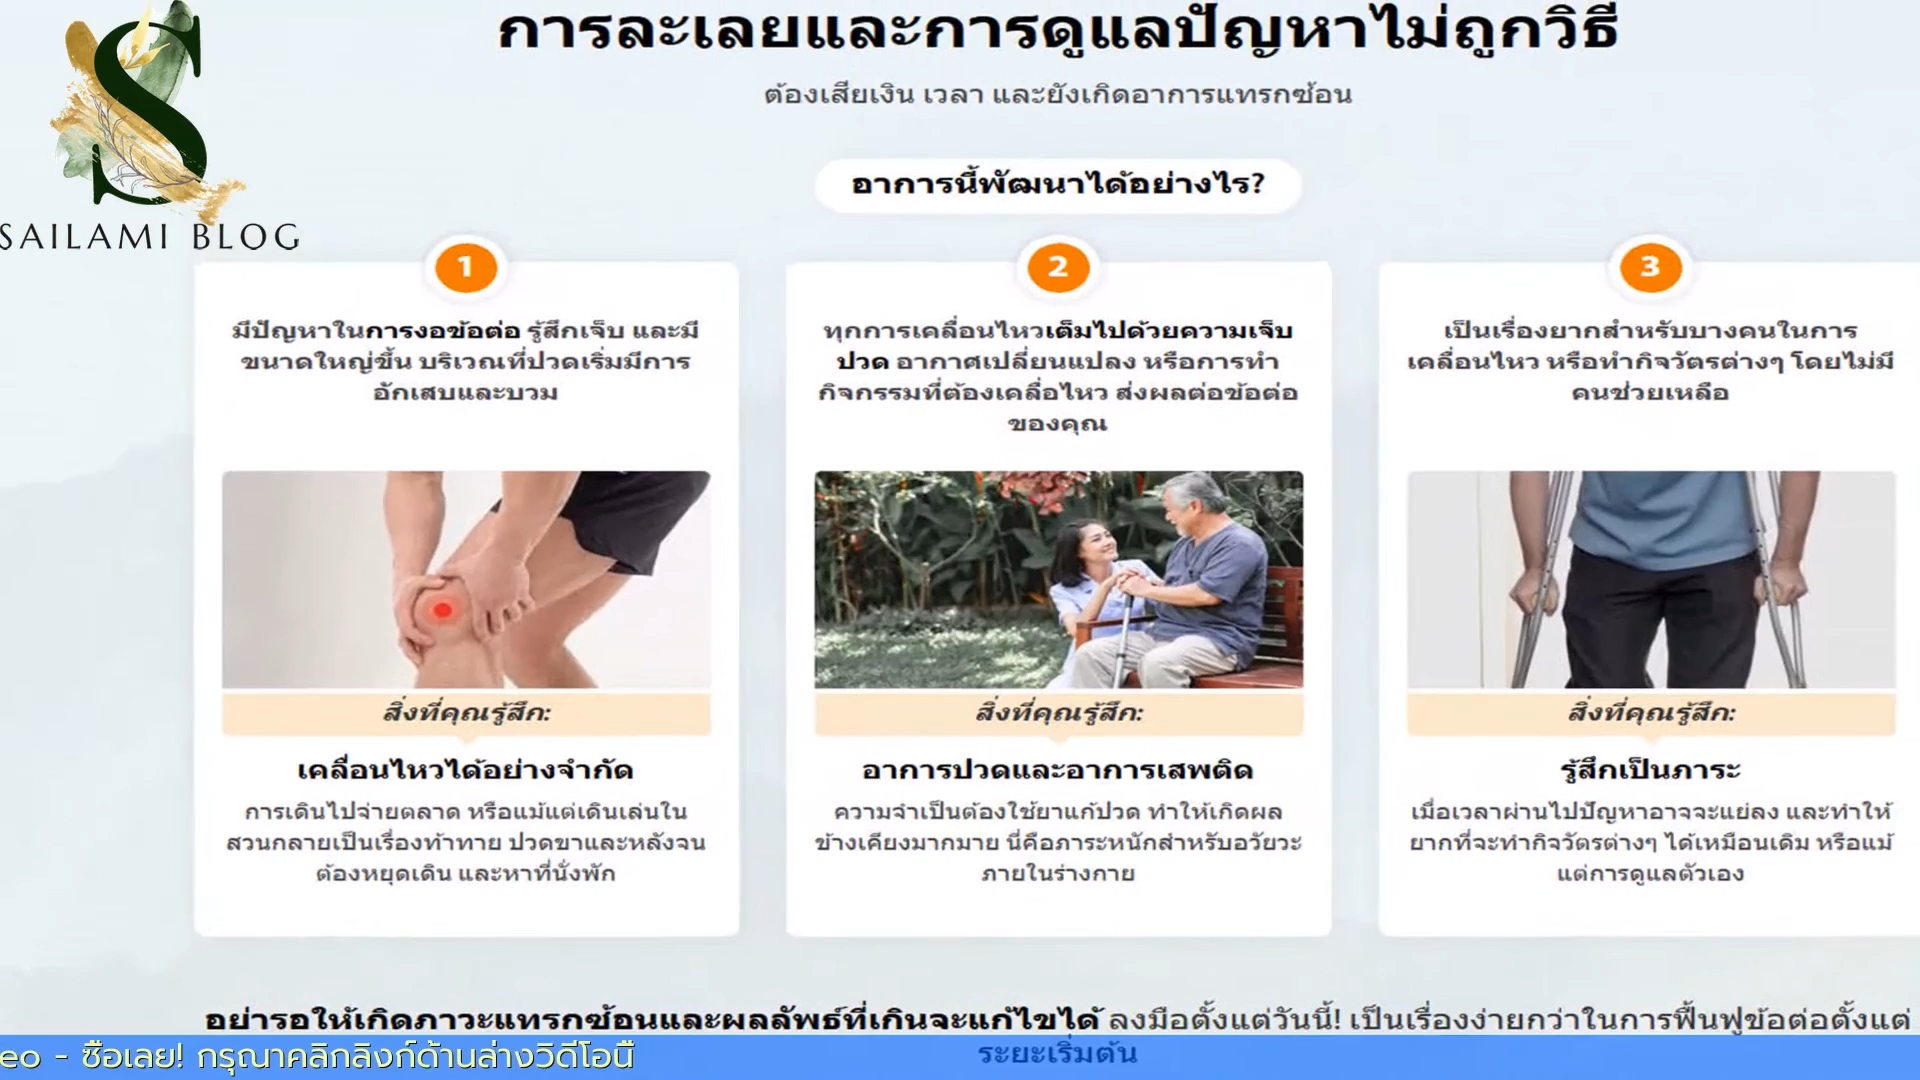 การละเลยและการดูแลปัญหาไม่ถูกวิธี
ต้องเสียเงิน เวลา และยังเกิดอาการแทรกซ้อน
อาการนี้พัฒนาได้อย่างไร?
S
SAILAMI BLOG
1
มีปัญหาในการงอข้อต่อ รู้สึกเจ็บ และมี
ขนาดใหญ่ขึ้น บริเวณที่ปวดเริ่มมีการ
อักเสบและบวม
สิ่งที่คุณรู้สึก:
เคลื่อนไหวได้อย่างจำกัด
การเดินไปจ่ายตลาด หรือแม้แต่เดินเล่นใน
สวนกลายเป็นเรื่องท้าทาย ปวดขาและหลังจน
ต้องหยุดเดิน และหาที่นั่งพัก
2
ทุกการเคลื่อนไหวเต็มไปด้วยความเจ็บ
ปวด อากาศเปลี่ยนแปลง หรือการทำ
กิจกรรมที่ต้องเคลื่อไหว ส่งผลต่อข้อต่อ
ของคุณ
สิ่งที่คุณรู้สึก:
อาการปวดและอาการเสพติด
ความจำเป็นต้องใช้ยาแก้ปวด ทำให้เกิดผล
ข้างเคียงมากมาย นี่คือภาระหนักสำหรับอวัยวะ
ภายในร่างกาย
3
เป็นเรื่องยากสำหรับบางคนในการ
เคลื่อนไหว หรือทำกิจวัตรต่างๆ โดยไม่มี
คนช่วยเหลือ
สิ่งที่คุณรู้สึก:
รู้สึกเป็นภาระ
เมื่อเวลาผ่านไปปัญหาอาจจะแย่ลง และทำให้
ยากที่จะทำกิจวัตรต่างๆ ได้เหมือนเดิม หรือแม้
แต่การดูแลตัวเอง
อย่ารอให้เกิดภาวะแทรกซ้อนและผลลัพธ์ที่เกินจะแก้ไขได้ ลงมือตั้งแต่วันนี้! เป็นเรื่องง่ายกว่าในการฟื้นฟูข้อต่อตั้งแต่
ระยะเริ่มต้น
eo - ซื้อเลย! กรุณาคลิกลิงก์ด้านล่างวิดีโอนี้